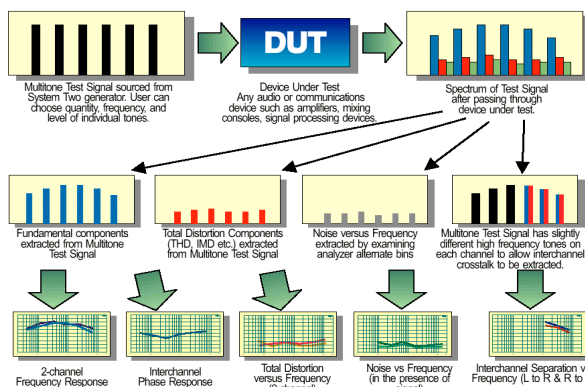 DUT
Multitone Test Signal sourced from
System Two generator. User can
choose quantity, frequency, and
level of individual tones.
Device Under Test
Any audio or communications
device such as amplifiers, mixing
consoles, signal processing devices.
Spectrum of Test Signal
after passing through
device under test.
Fundamental components
extracted from Multitone
Test Signal
Total Distortion Components
(THD, IMD etc.) extracted
from Multitone Test Signal
Noise versus Frequency
extracted by examining
analyzer alternate bins
Multitone Test Signal has slightly
different high frequency tones on
each channel to allow interchannel
crosstalk to be extracted.
2-channel
Frequency Response
Interchannel
Phase Response
Total Distortion
versus Frequency
(2-channel)
Noise vs Frequency
(in the presence of
signal)
Interchannel Separation -
Frequency (L to R & R to